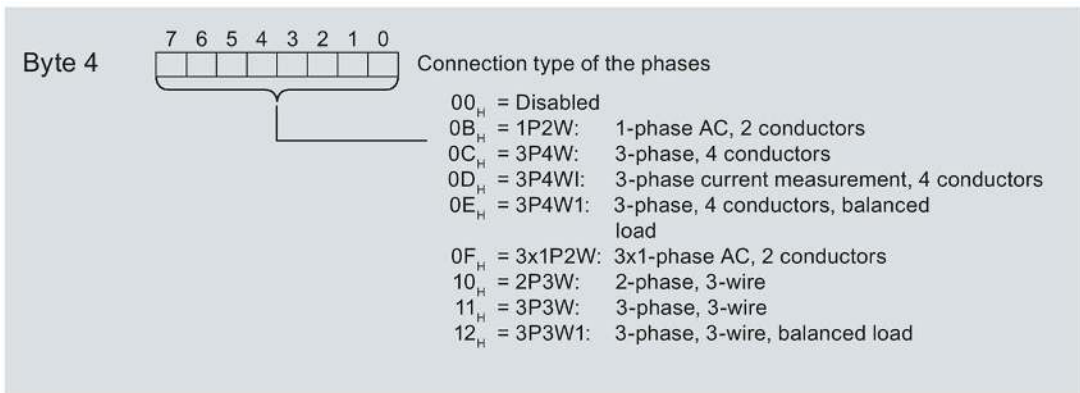 7 6 5 4 3 2 1 0
Byte 4 Connection type of the phases
00H = Disabled
0BH = 1P2W: 1-phase AC, 2 conductors
0CH = 3P4W: 3-phase, 4 conductors
0DH = 3P4WI: 3-phase current measurement, 4 conductors
0EH = 3P4W1: 3-phase, 4 conductors, balanced
load
0FH = 3x1P2W: 3x1-phase AC, 2 conductors
10H = 2P3W: 2-phase, 3-wire
11H = 3P3W: 3-phase, 3-wire
12H = 3P3W1: 3-phase, 3-wire, balanced load